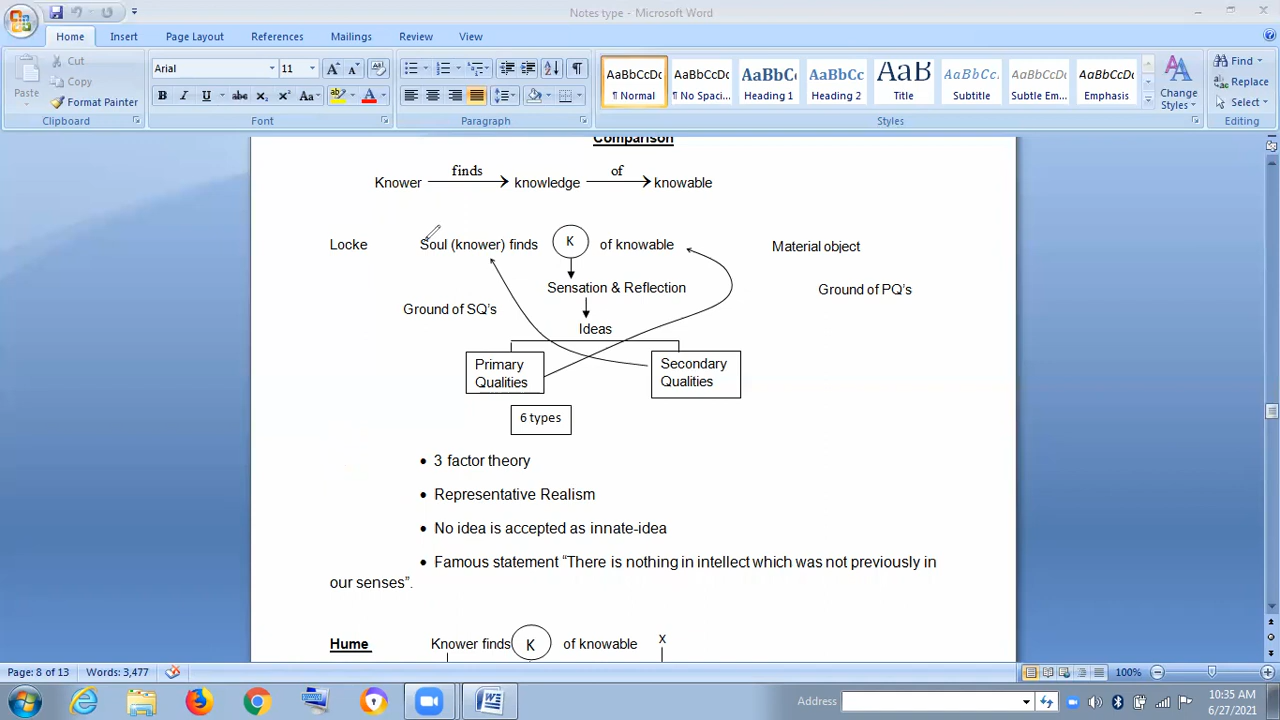 Notes type - Microsoft Word
Home Insert Page Layout References Mailings Review View
Paste
Cut
Copy
Format Painter
Clipboard
Arial 11
Font
Paragraph
AaBbCcDc AaBbCcDc AaBbC AaBbCc AaB AaBbCc. AaBbCcDc AaBbCcDc
¶ Normal ¶ No Spaci... Heading 1 Heading 2 Title Subtitle Subtle Em... Emphasis
Styles
Change
Styles
Find
Replace
Select
Editing
Comparison
finds of
Knower knowledge knowable
Locke Soul (knower) finds K of knowable Material object
Sensation & Reflection Ground of PQ's
Ground of SQ's
Ideas
Primary
Qualities
Secondary
Qualities
6 types
• 3 factor theory
• Representative Realism
• No idea is accepted as innate-idea
• Famous statement “There is nothing in intellect which was not previously in
our senses”.
Hume Knower finds K of knowable x
Page: 8 of 13 Words: 3,477 100%
Address 10:35 AM
6/27/2021